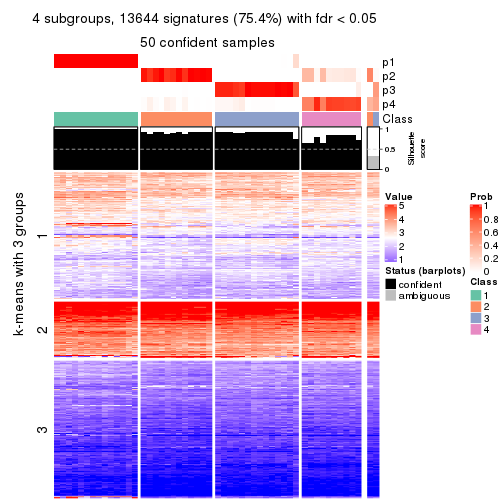 4 subgroups, 13644 signatures (75.4%) with fdr < 0.05
50 confident samples
p1
p2
p3
p4
Class
1
0.5
0
Silhouette
score
k-means with 3 groups
1
2
3
Value
5
4
3
2
1
Status (barplots)
confident
ambiguous
Prob
1
0.8
0.6
0.4
0.2
0
Class
1
2
3
4